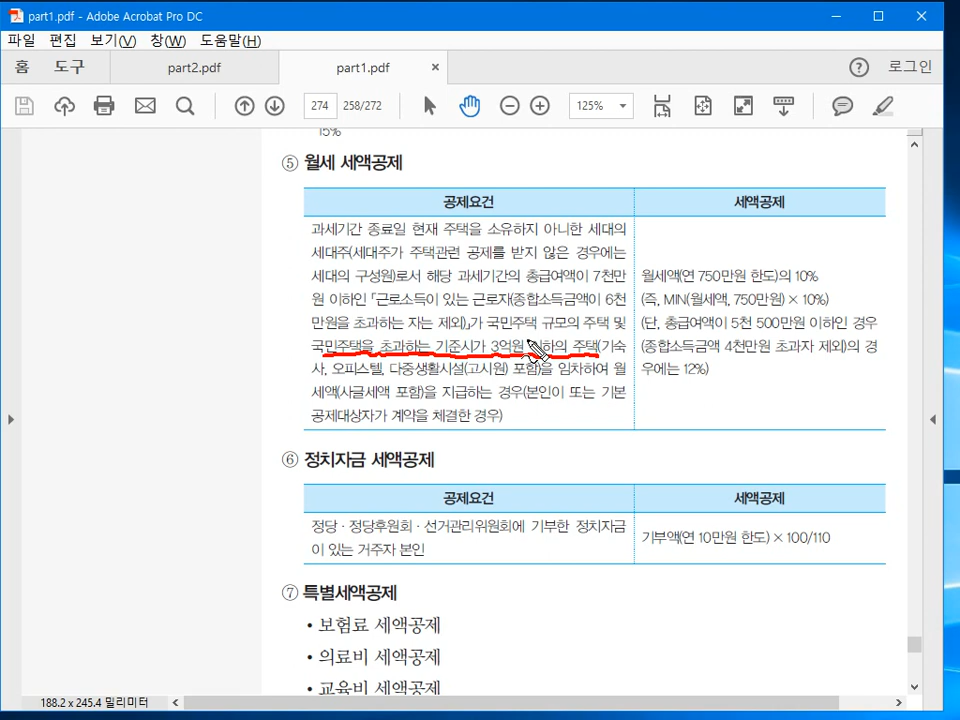 part1.pdf - Adobe Acrobat Pro DC
파일 편집 보기(V) 창(W) 도움말(H)
홈 도구 part2.pdf part1.pdf × ? 로그인
274 258/272 125%
15%
⑤ 월세 세액공제
공제요건 세액공제
과세기간 종료일 현재 주택을 소유하지 아니한 세대의
세대주(세대주가 주택관련 공제를 받지 않은 경우에는
세대의 구성원)로서 해당 과세기간의 총급여액이 7천만
원 이하인 「근로소득이 있는 근로자(종합소득금액이 6천
만원을 초과하는 자는 제외)」가 국민주택 규모의 주택 및
국민주택을 초과하는 기준시가 3억원 이하의 주택(기숙
사, 오피스텔, 다중생활시설(고시원) 포함)을 임차하여 월
세액(사글세액 포함)을 지급하는 경우(본인이 또는 기본
공제대상자가 계약을 체결한 경우)
월세액(연 750만원 한도)의 10%
(즉, MIN(월세액, 750만원) × 10%)
(단, 총급여액이 5천 500만원 이하인 경우
(종합소득금액 4천만원 초과자 제외)의 경
우에는 12%)
⑥ 정치자금 세액공제
공제요건 세액공제
정당 · 정당후원회 · 선거관리위원회에 기부한 정치자금
이 있는 거주자 본인
기부액(연 10만원 한도) × 100/110
⑦ 특별세액공제
• 보험료 세액공제
• 의료비 세액공제
• 교육비 세액공제
188.2 x 245.4 밀리미터